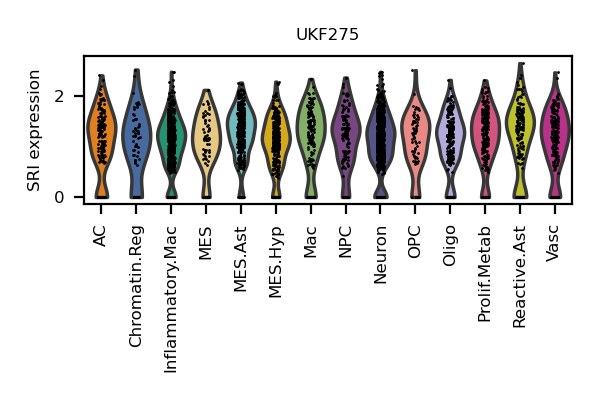 UKF275
SRI expression
2
0
AC
Chromatin.Reg
Inflammatory.Mac
MES
MES.Ast
MES.Hyp
Mac
NPC
Neuron
OPC
Oligo
Prolif.Metab
Reactive.Ast
Vasc